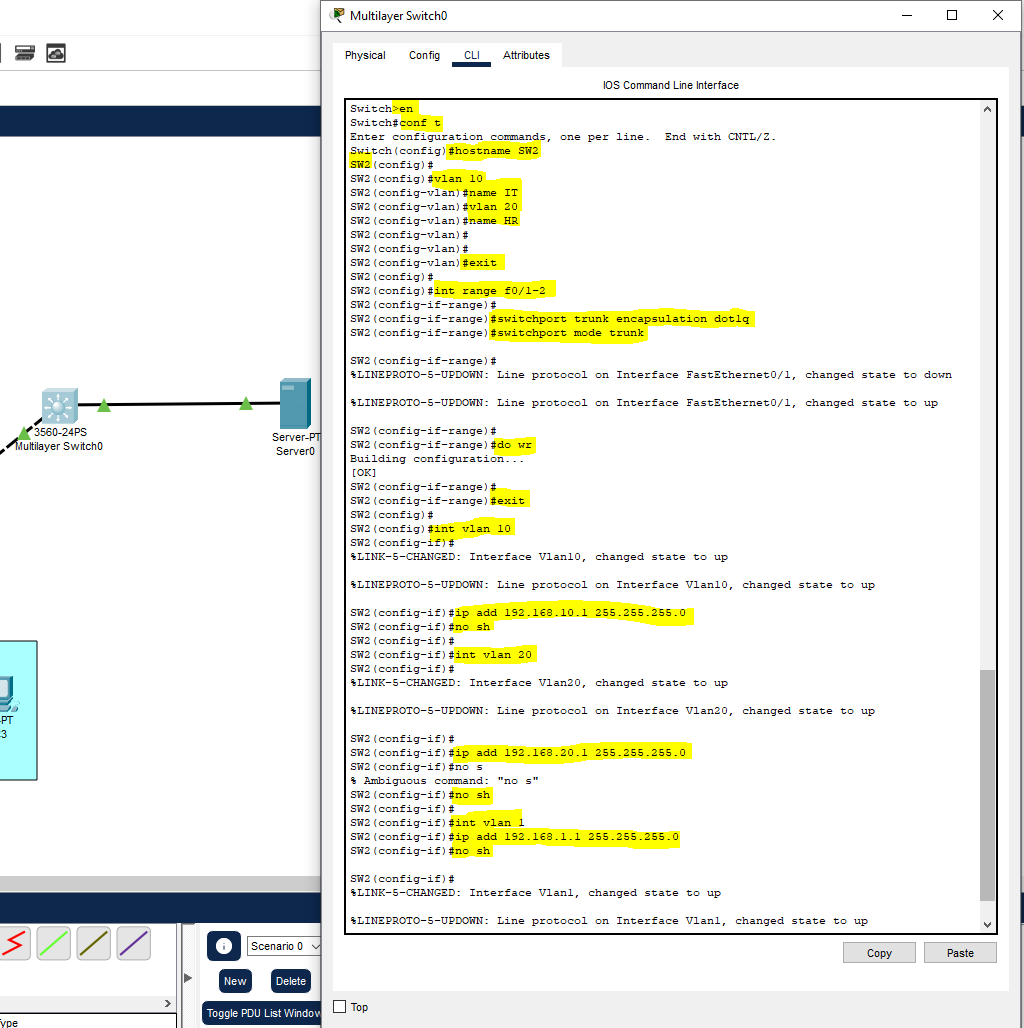 Multilayer Switch0
Physical Config CLI Attributes
IOS Command Line Interface
Switch>en
Switch#conf t
Enter configuration commands, one per line.  End with CNTL/Z.
Switch(config)#hostname SW2
SW2(config)#
SW2(config)#vlan 10
SW2(config-vlan)#name IT
SW2(config-vlan)#vlan 20
SW2(config-vlan)#name HR
SW2(config-vlan)#
SW2(config-vlan)#
SW2(config-vlan)#exit
SW2(config)#
SW2(config)#int range f0/1-2
SW2(config-if-range)#
SW2(config-if-range)#switchport trunk encapsulation dot1q
SW2(config-if-range)#switchport mode trunk
SW2(config-if-range)#
%LINEPROTO-5-UPDOWN: Line protocol on Interface FastEthernet0/1, changed state to down
%LINEPROTO-5-UPDOWN: Line protocol on Interface FastEthernet0/1, changed state to up
SW2(config-if-range)#
SW2(config-if-range)#do wr
Building configuration...
[OK]
SW2(config-if-range)#
SW2(config-if-range)#exit
SW2(config)#
SW2(config)#int vlan 10
SW2(config-if)#
%LINK-5-CHANGED: Interface Vlan10, changed state to up
%LINEPROTO-5-UPDOWN: Line protocol on Interface Vlan10, changed state to up
SW2(config-if)#ip add 192.168.10.1 255.255.255.0
SW2(config-if)#no sh
SW2(config-if)#
SW2(config-if)#int vlan 20
SW2(config-if)#
%LINK-5-CHANGED: Interface Vlan20, changed state to up
%LINEPROTO-5-UPDOWN: Line protocol on Interface Vlan20, changed state to up
SW2(config-if)#
SW2(config-if)#ip add 192.168.20.1 255.255.255.0
SW2(config-if)#no s
% Ambiguous command: "no s"
SW2(config-if)#no sh
SW2(config-if)#
SW2(config-if)#int vlan 1
SW2(config-if)#ip add 192.168.1.1 255.255.255.0
SW2(config-if)#no sh
SW2(config-if)#
%LINK-5-CHANGED: Interface Vlan1, changed state to up
%LINEPROTO-5-UPDOWN: Line protocol on Interface Vlan1, changed state to up
Copy Paste
Top
3560-24PS
Multilayer Switch0
Server-PT
Server0
-PT
3
Scenario 0
New Delete
Toggle PDU List Window
ype